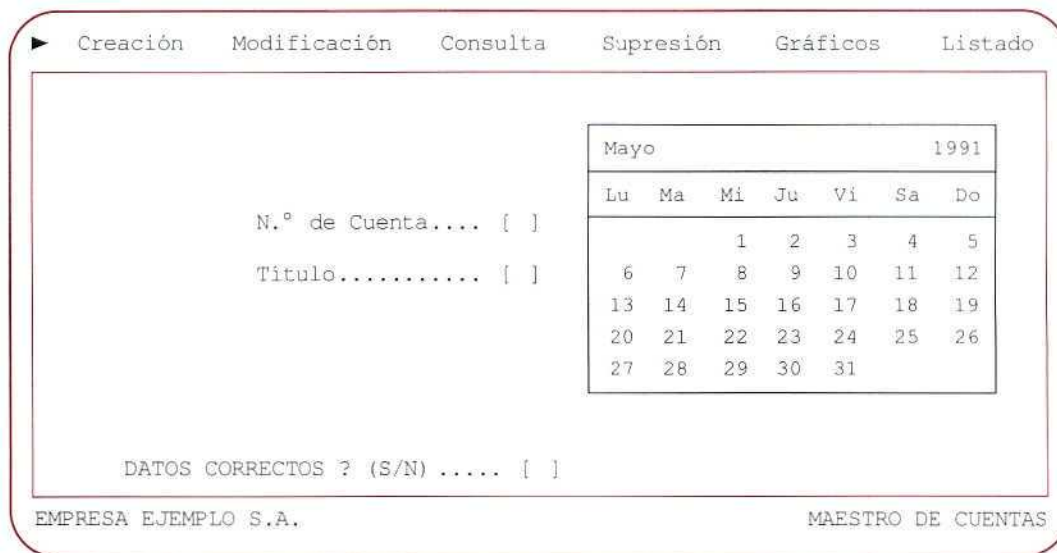 ► Creación Modificación Consulta Supresión Gráficos Listado
Mayo 1991
Lu Ma Mi Ju Vi Sa Do
N.º de Cuenta.... [ ]
1 2 3 4 5
Título........... [ ]
6 7 8 9 10 11 12
13 14 15 16 17 18 19
20 21 22 23 24 25 26
27 28 29 30 31
DATOS CORRECTOS ? (S/N) ..... [ ]
EMPRESA EJEMPLO S.A. MAESTRO DE CUENTAS